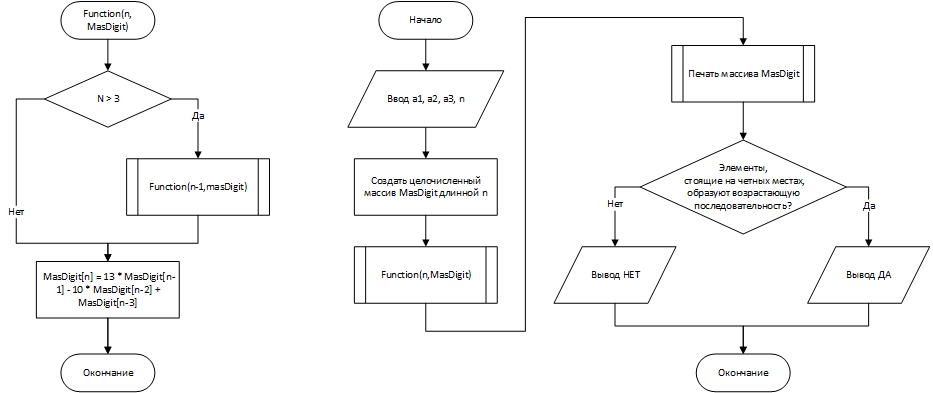 Function(n,
MasDigit)
N > 3
Да
Function(n-1,masDigit)
Нет
MasDigit[n] = 13 * MasDigit[n-
1] - 10 * MasDigit[n-2] +
MasDigit[n-3]
Окончание
Начало
Ввод a1, a2, a3, n
Создать целочисленный
массив MasDigit длинной n
Function(n,MasDigit)
Печать массива MasDigit
Элементы,
стоящие на четных местах,
образуют возрастающую
последовательность?
Нет
Да
Вывод НЕТ
Вывод ДА
Окончание